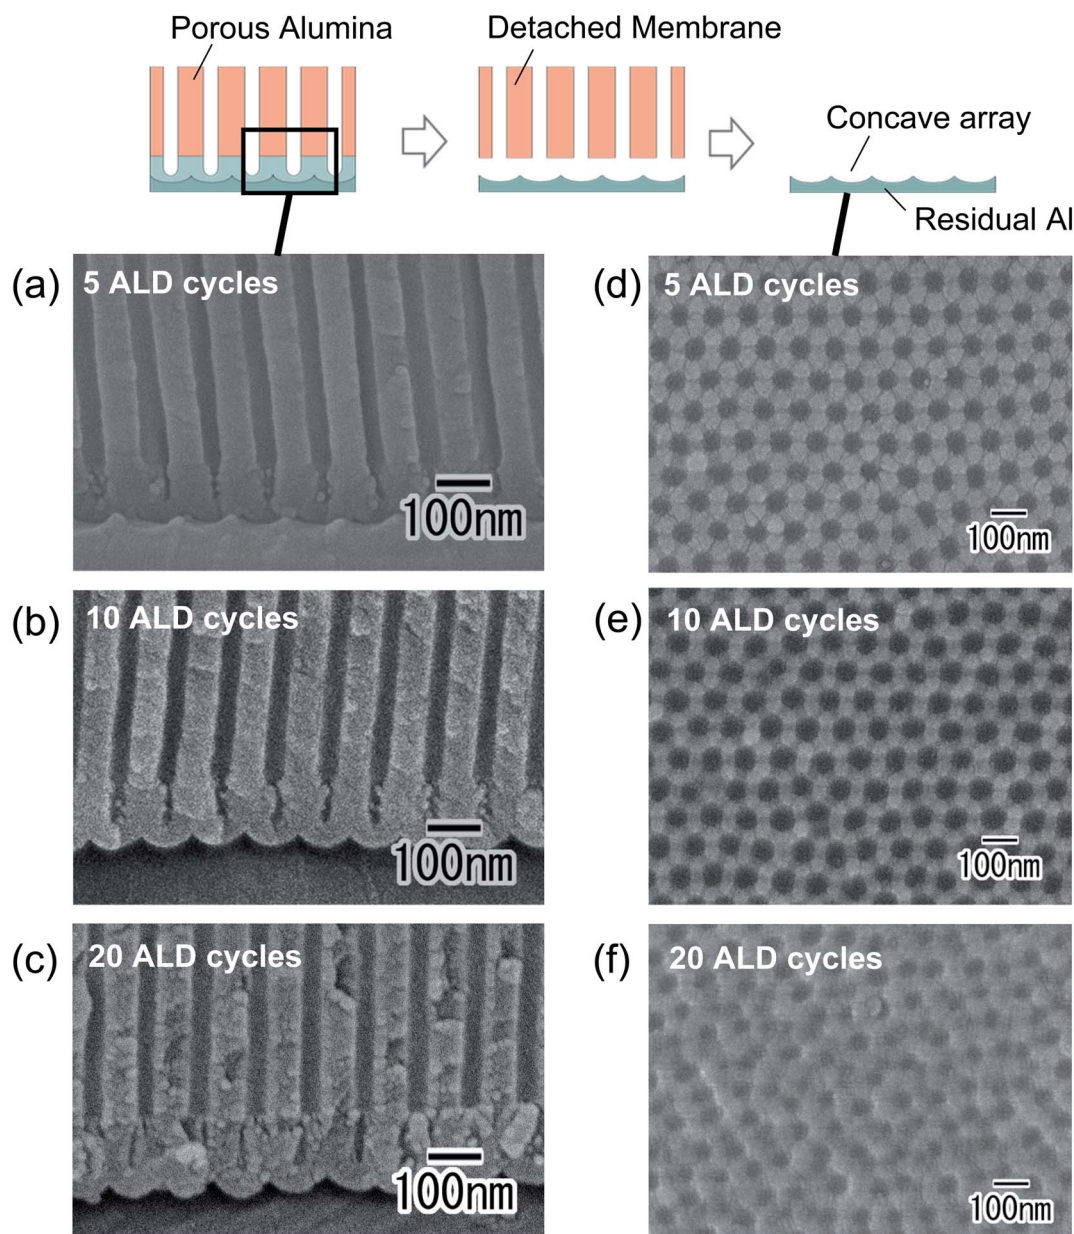 Porous Alumina
Detached Membrane
Concave array
Residual Al
(a)
5 ALD cycles
100nm
(d)
5 ALD cycles
100nm
(b)
10 ALD cycles
100nm
(e)
10 ALD cycles
100nm
(c)
20 ALD cycles
100nm
(f)
20 ALD cycles
100nm